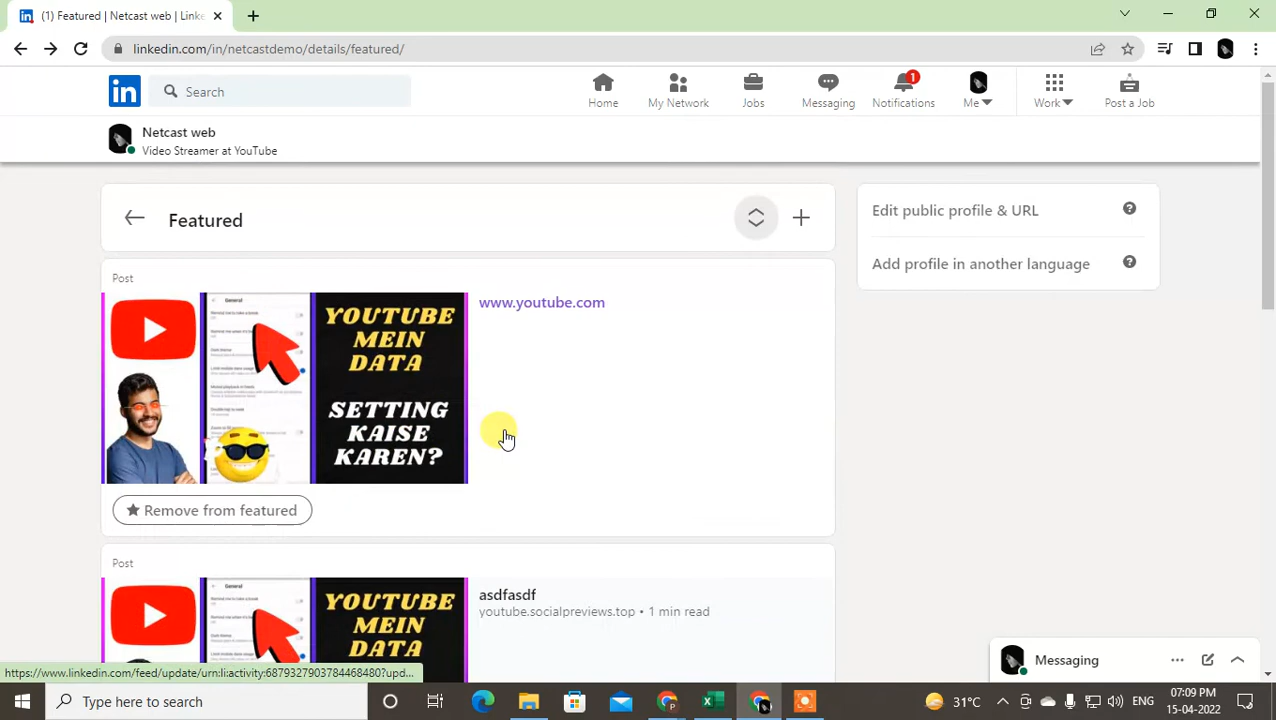 (1) Featured | Netcast web | Linke
linkedin.com/in/netcastdemo/details/featured/
in
Search
Home
My Network
Jobs
Messaging
1
Notifications
Me
Work
Post a Job
Netcast web
Video Streamer at YouTube
Featured
Edit public profile & URL
Add profile in another language
Post
General
YOUTUBE
MEIN
DATA
SETTING
KAISE
KAREN?
www.youtube.com
Remove from featured
Post
General
YOUTUBE
MEIN
DATA
asdfasdf
youtube.socialpreviews.top • 1 min read
Messaging
https://www.linkedin.com/feed/update/urn:li:activity:6879327903784468480?upd...
Type here to search
31°C
ENG
07:09 PM
15-04-2022